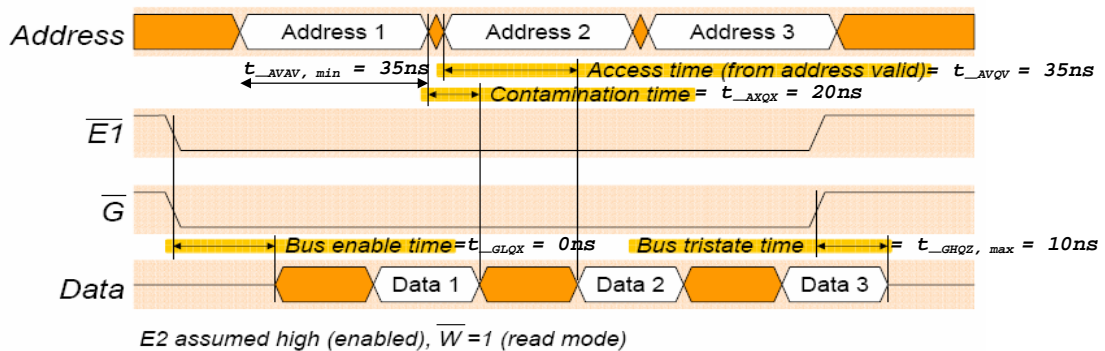 Address Address 1 Address 2 Address 3
t_AVAV, min = 35ns Access time (from address valid)= t_AVQV = 35ns
Contamination time = t_AXQX = 20ns
E1
G
Bus enable time=t_GLQX = 0ns Bus tristate time = t_GHQZ, max = 10ns
Data Data 1 Data 2 Data 3
E2 assumed high (enabled), W̅ =1 (read mode)